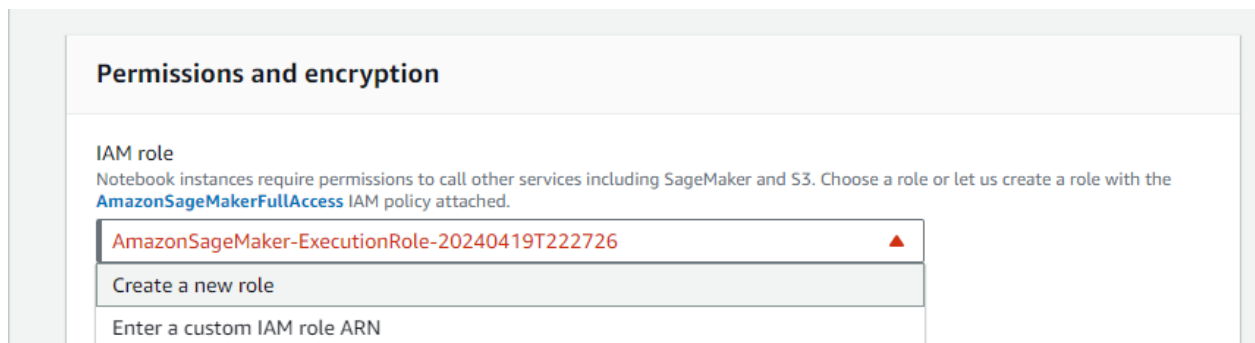 Permissions and encryption
IAM role
Notebook instances require permissions to call other services including SageMaker and S3. Choose a role or let us create a role with the
AmazonSageMakerFullAccess IAM policy attached.
AmazonSageMaker-ExecutionRole-20240419T222726
Create a new role
Enter a custom IAM role ARN